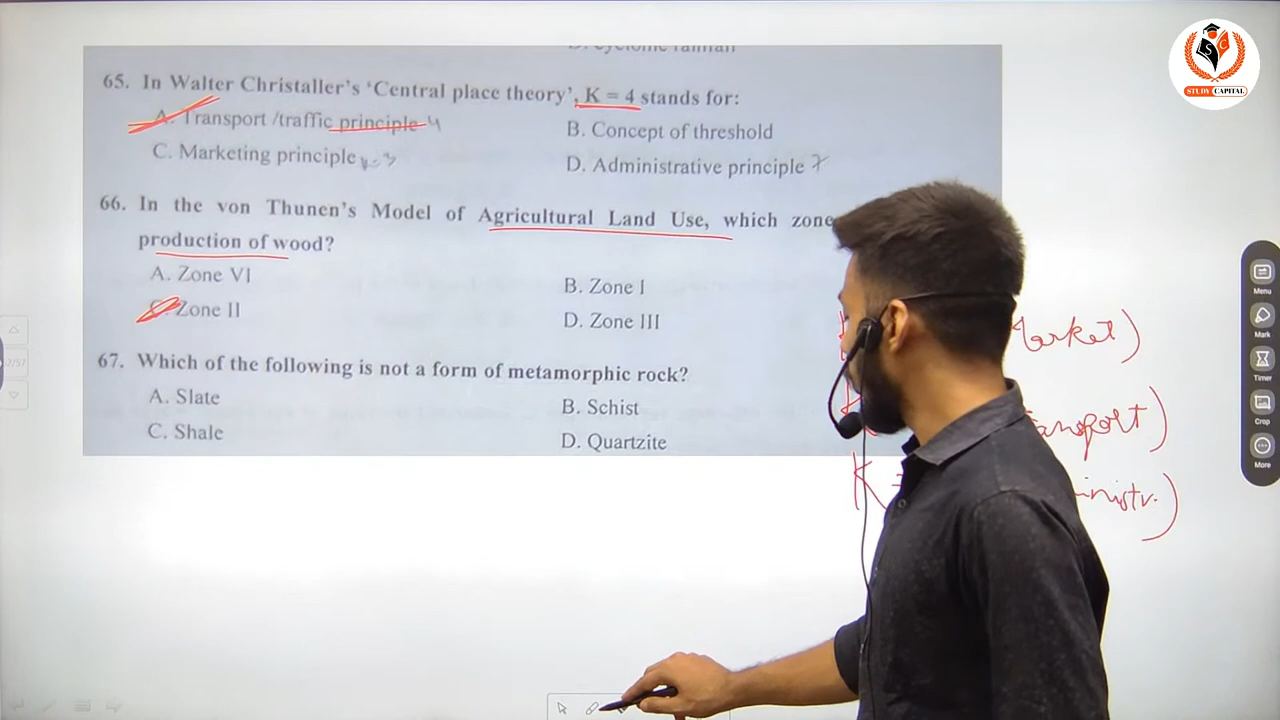 STUDY CAPITAL
65. In Walter Christaller's 'Central place theory', K = 4 stands for:
A. Transport /traffic principle 4
B. Concept of threshold
C. Marketing principle
D. Administrative principle 7
66. In the von Thunen's Model of Agricultural Land Use, which zone
production of wood?
A. Zone VI
B. Zone I
Zone II
D. Zone III
67. Which of the following is not a form of metamorphic rock?
A. Slate
B. Schist
C. Shale
D. Quartzite
K =
Menu
Mark
Timer
Crop
More